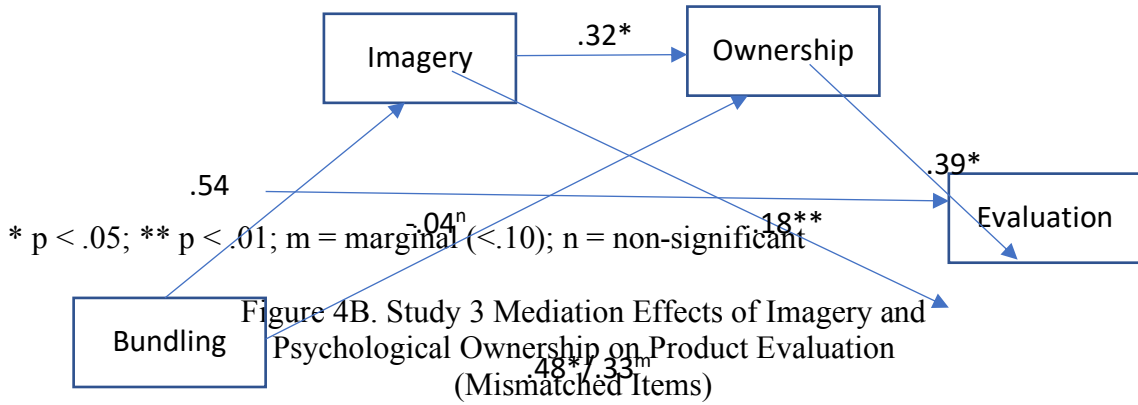 .32*
Imagery
Ownership
.54
.39*
Evaluation
-.04ⁿ
.18**
* p < .05; ** p < .01; m = marginal (<.10); n = non-significant
Bundling
Figure 4B. Study 3 Mediation Effects of Imagery and
Psychological Ownership on Product Evaluation
.48*/.33ᵐ
(Mismatched Items)